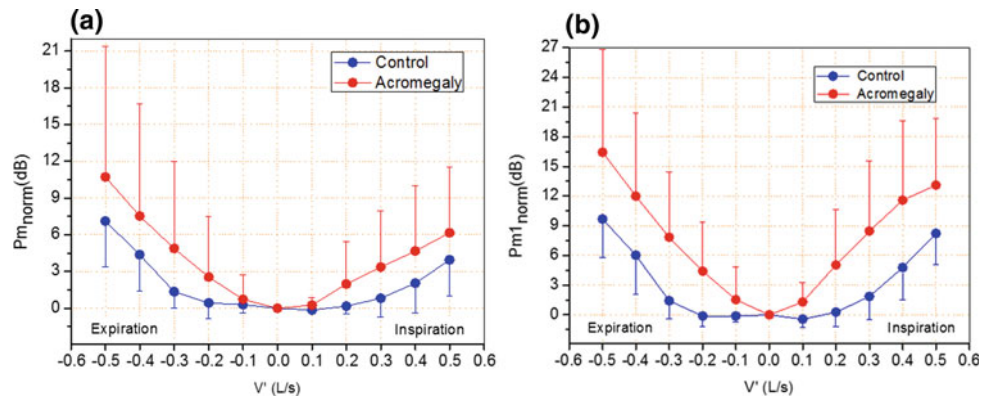 (a)
Control
Acromegaly
Pm_norm(dB)
21
18
15
12
9
6
3
0
Expiration
Inspiration
-0.6 -0.5 -0.4 -0.3 -0.2 -0.1 0.0 0.1 0.2 0.3 0.4 0.5 0.6
V' (L/s)
(b)
Control
Acromegaly
Pm1_norm(dB)
27
24
21
18
15
12
9
6
3
0
Expiration
Inspiration
-0.6 -0.5 -0.4 -0.3 -0.2 -0.1 0.0 0.1 0.2 0.3 0.4 0.5 0.6
V' (L/s)